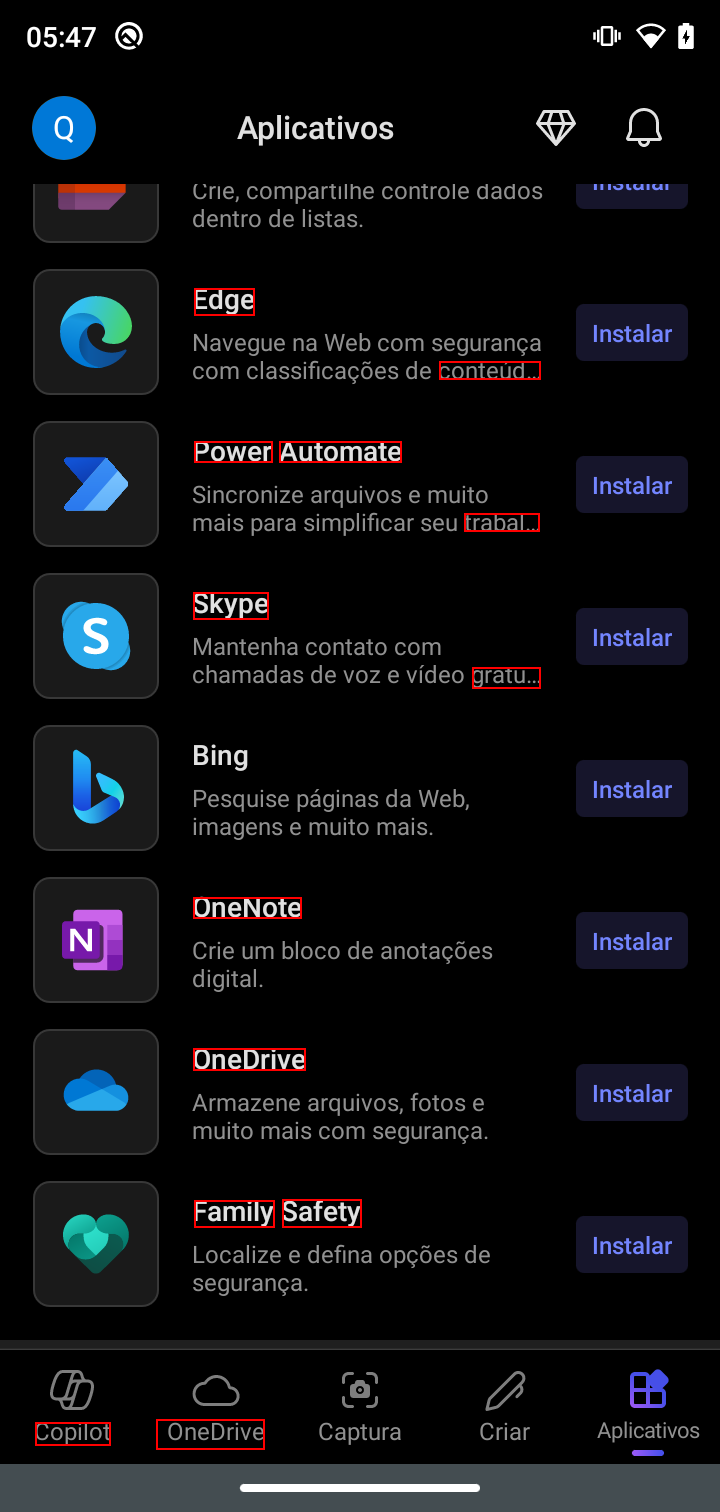 05:47
Q
Aplicativos
Crie, compartilhe controle dados
dentro de listas.
Instalar
Edge
Navegue na Web com segurança
com classificações de conteúd...
Instalar
Power Automate
Sincronize arquivos e muito
mais para simplificar seu trabal...
Instalar
S
Skype
Mantenha contato com
chamadas de voz e vídeo gratu...
Instalar
Bing
Pesquise páginas da Web,
imagens e muito mais.
Instalar
N
OneNote
Crie um bloco de anotações
digital.
Instalar
OneDrive
Armazene arquivos, fotos e
muito mais com segurança.
Instalar
Family Safety
Localize e defina opções de
segurança.
Instalar
Copilot
OneDrive
Captura
Criar
Aplicativos